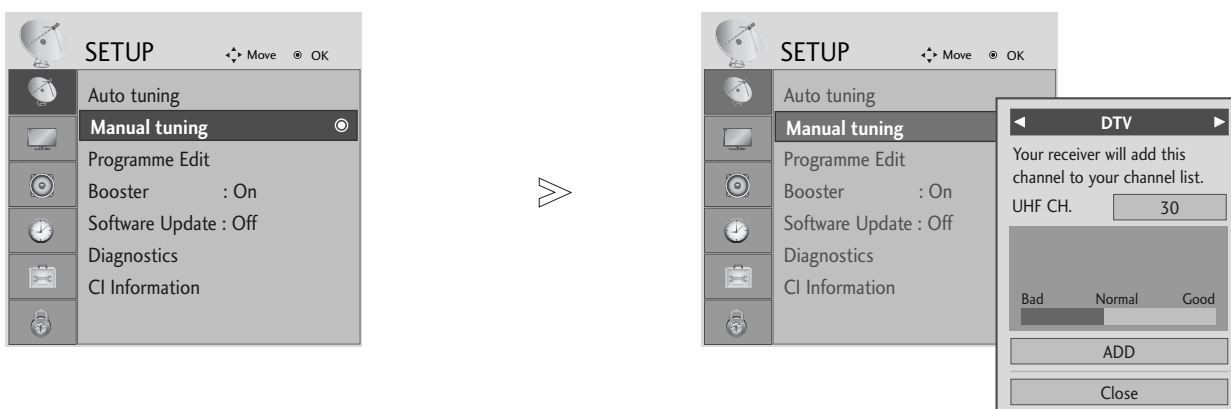 SETUP Move OK
Auto tuning
Manual tuning
Programme Edit
Booster : On
Software Update : Off
Diagnostics
CI Information
SETUP Move OK
Auto tuning
Manual tuning
Programme Edit
Booster : On
Software Update : Off
Diagnostics
CI Information
DTV
Your receiver will add this
channel to your channel list.
UHF CH. 30
Bad Normal Good
ADD
Close